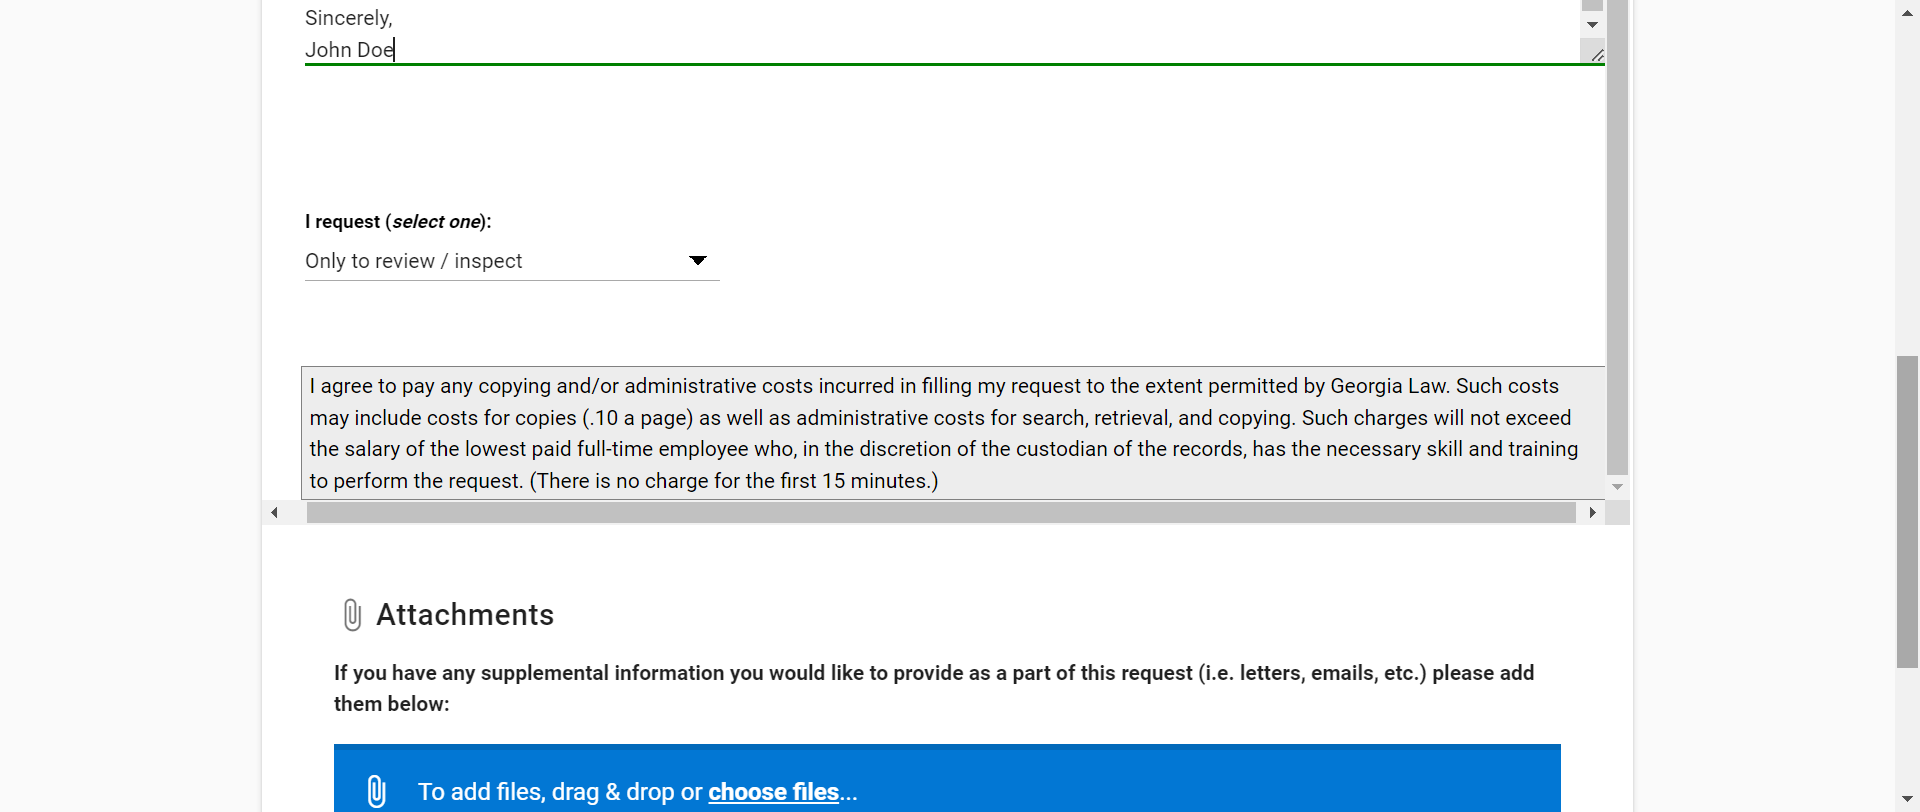 Sincerely,
John Doe
I request (select one):
Only to review / inspect
I agree to pay any copying and/or administrative costs incurred in filling my request to the extent permitted by Georgia Law. Such costs
may include costs for copies (.10 a page) as well as administrative costs for search, retrieval, and copying. Such charges will not exceed
the salary of the lowest paid full-time employee who, in the discretion of the custodian of the records, has the necessary skill and training
to perform the request. (There is no charge for the first 15 minutes.)
Attachments
If you have any supplemental information you would like to provide as a part of this request (i.e. letters, emails, etc.) please add
them below:
To add files, drag & drop or choose files...